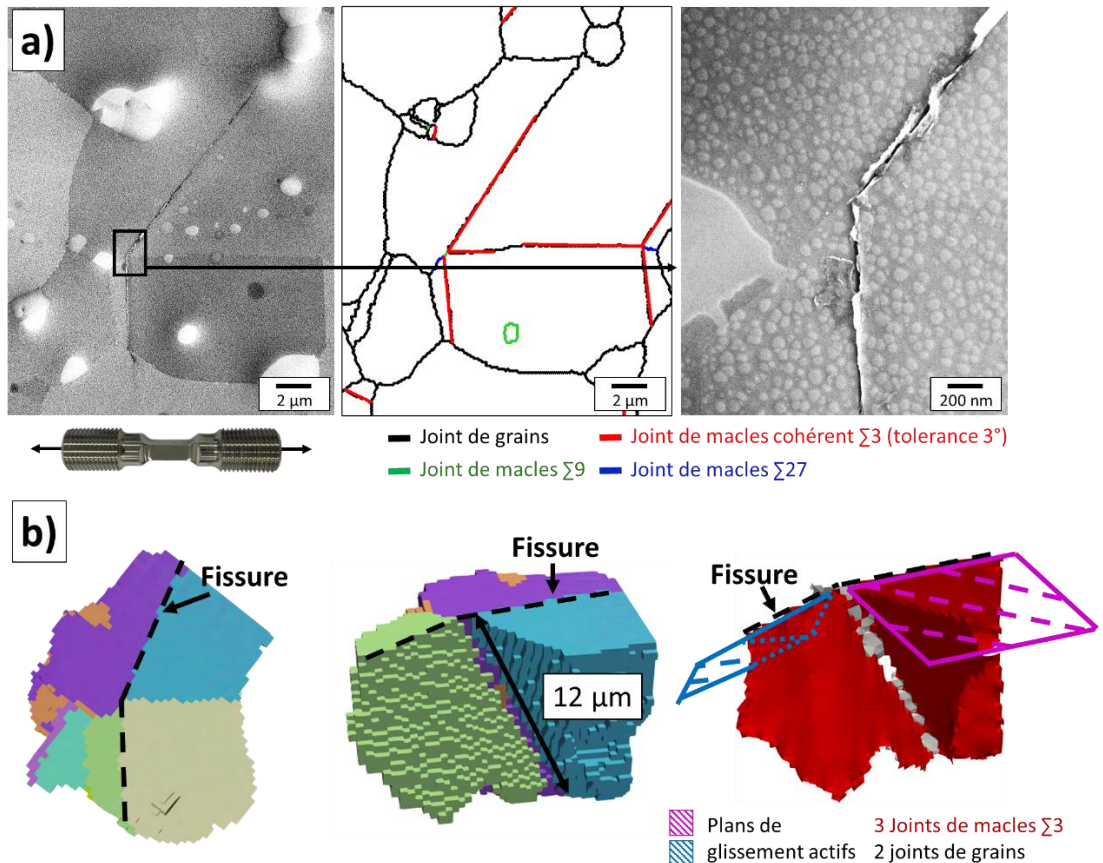 a)
2 µm
2 µm
200 nm
Joint de grains
Joint de macles cohérent ∑3 (tolerance 3°)
Joint de macles ∑9
Joint de macles ∑27
b)
Fissure
Fissure
Fissure
12 µm
Plans de
glissement actifs
3 Joints de macles ∑3
2 joints de grains